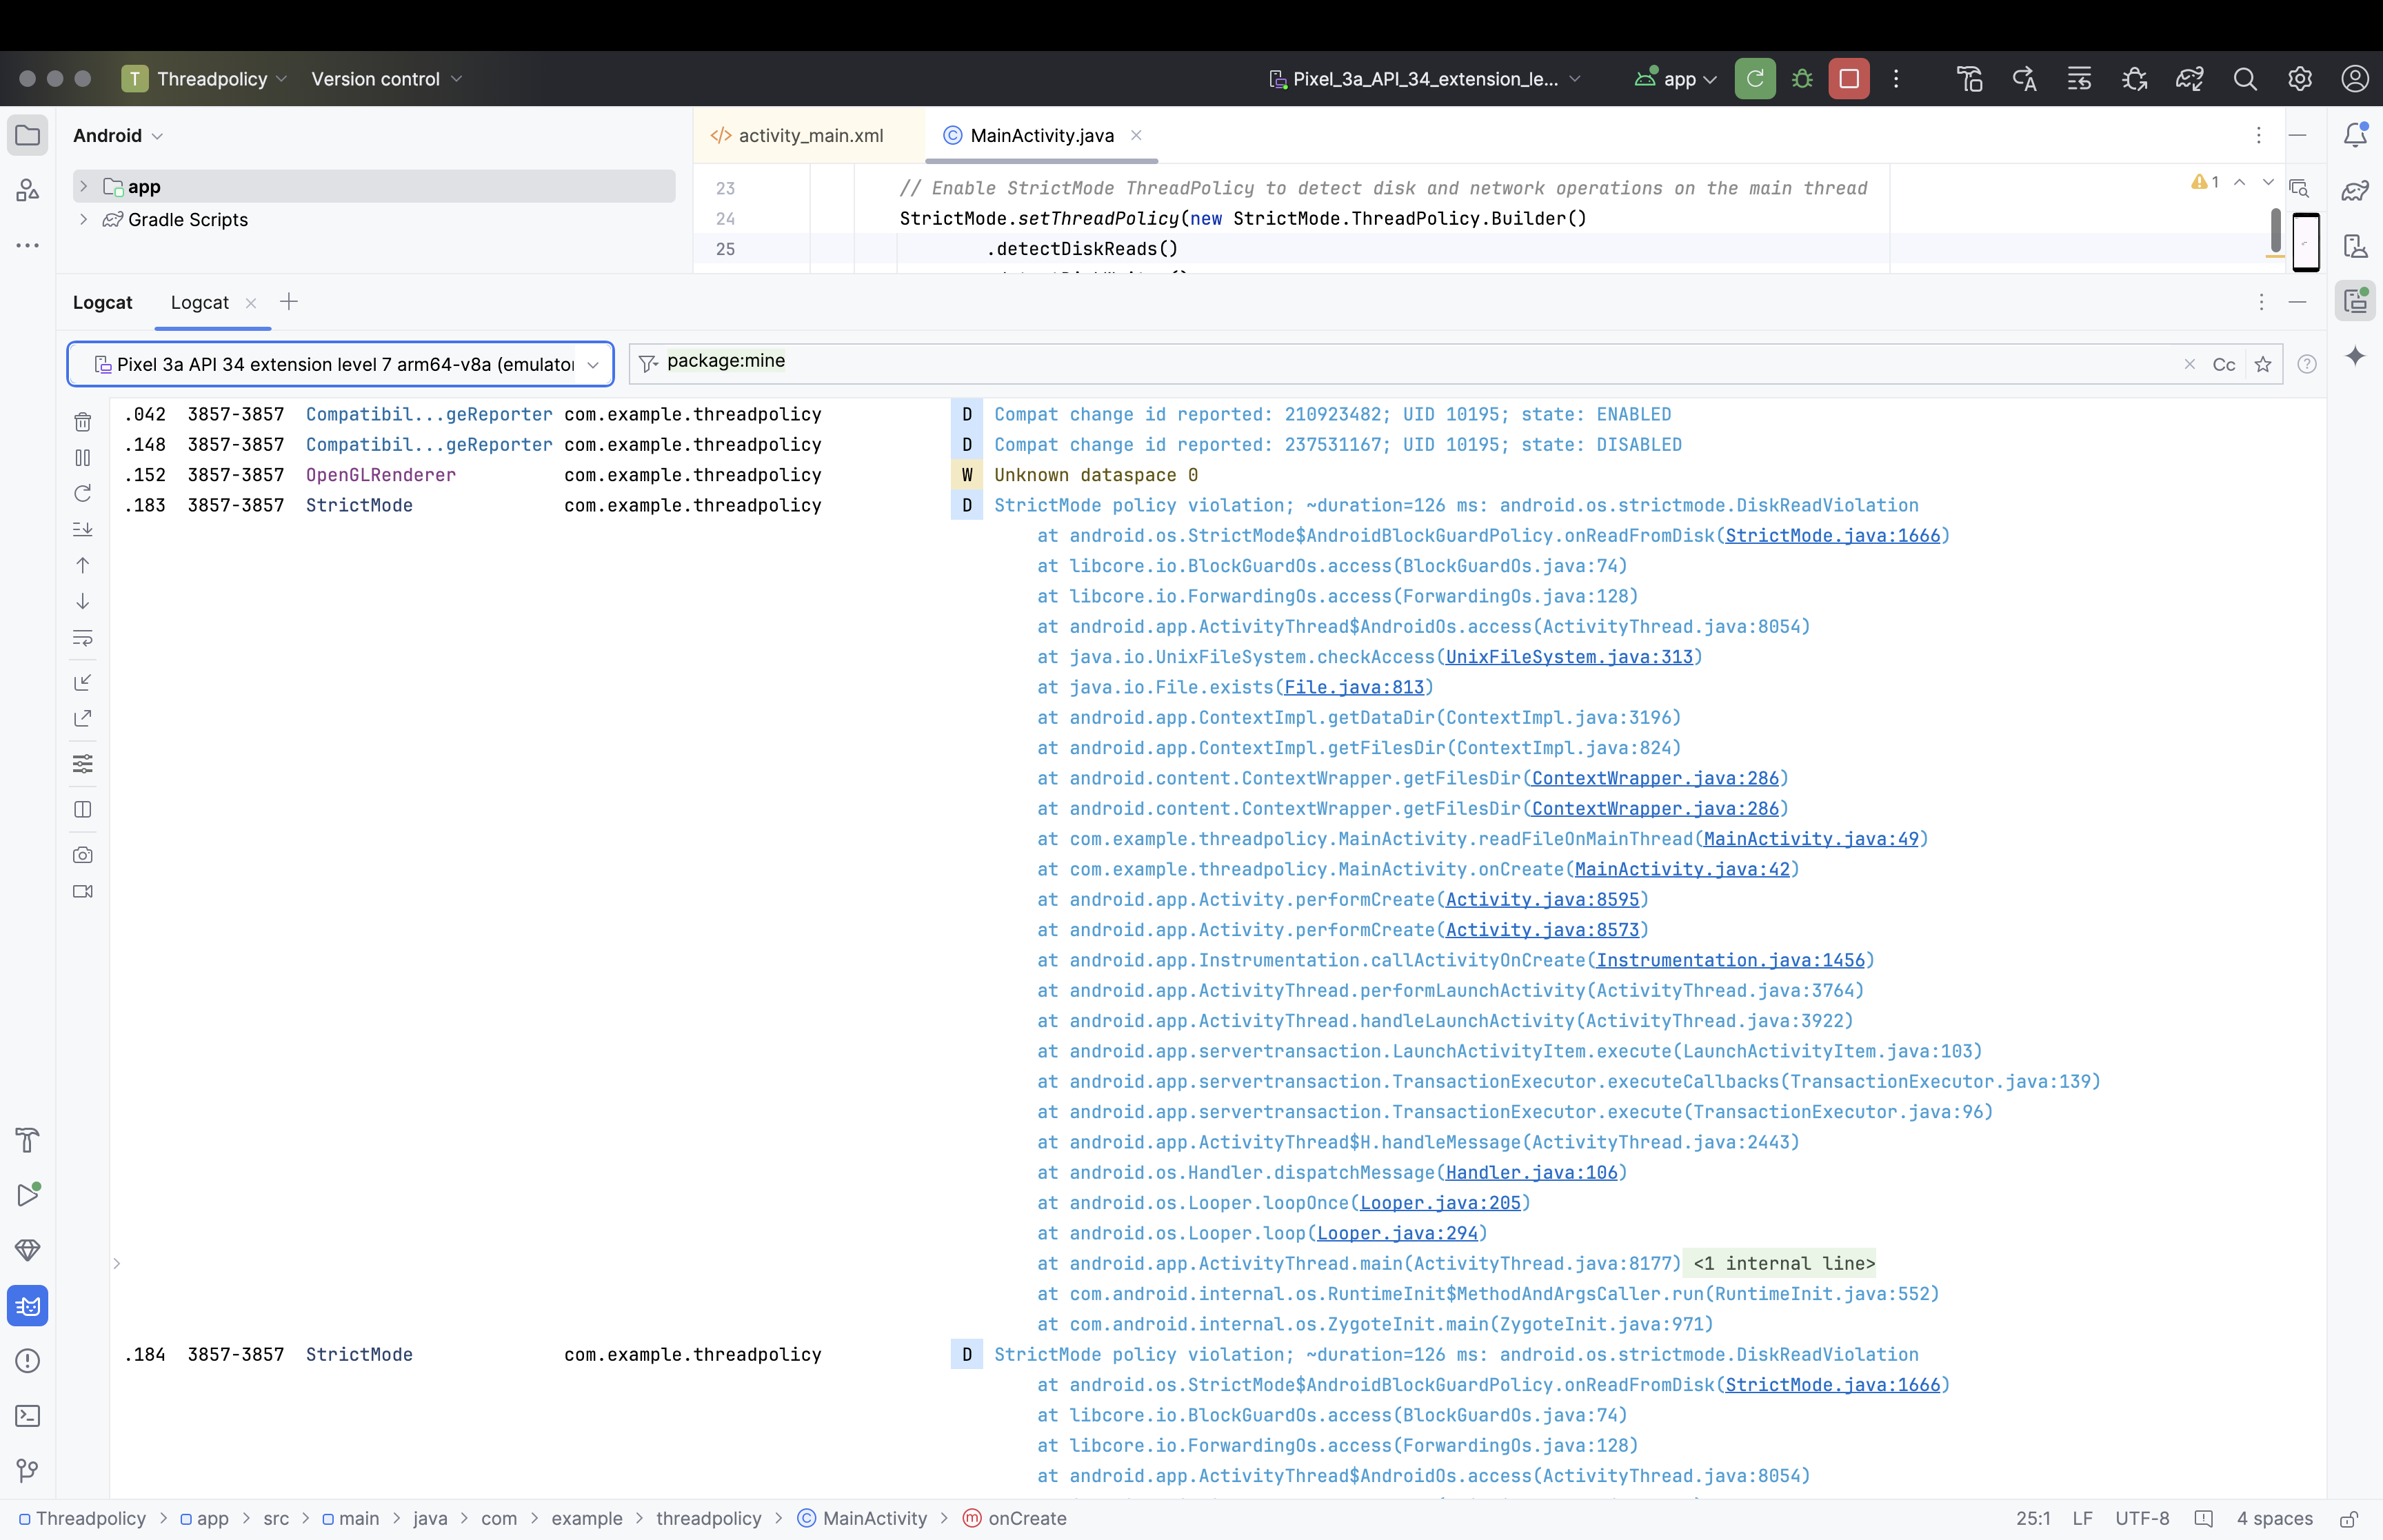 T Threadpolicy Version control Pixel_3a_API_34_extension_le... app
Android
app
Gradle Scripts
activity_main.xml MainActivity.java
23 // Enable StrictMode ThreadPolicy to detect disk and network operations on the main thread
24 StrictMode.setThreadPolicy(new StrictMode.ThreadPolicy.Builder()
25 .detectDiskReads()
1
Logcat Logcat
Pixel 3a API 34 extension level 7 arm64-v8a (emulator package:mine Cc
.042 3857-3857 Compatibil...geReporter com.example.threadpolicy D Compat change id reported: 210923482; UID 10195; state: ENABLED
.148 3857-3857 Compatibil...geReporter com.example.threadpolicy D Compat change id reported: 237531167; UID 10195; state: DISABLED
.152 3857-3857 OpenGLRenderer com.example.threadpolicy W Unknown dataspace 0
.183 3857-3857 StrictMode com.example.threadpolicy D StrictMode policy violation; ~duration=126 ms: android.os.strictmode.DiskReadViolation
at android.os.StrictMode$AndroidBlockGuardPolicy.onReadFromDisk(StrictMode.java:1666)
at libcore.io.BlockGuardOs.access(BlockGuardOs.java:74)
at libcore.io.ForwardingOs.access(ForwardingOs.java:128)
at android.app.ActivityThread$AndroidOs.access(ActivityThread.java:8054)
at java.io.UnixFileSystem.checkAccess(UnixFileSystem.java:313)
at java.io.File.exists(File.java:813)
at android.app.ContextImpl.getDataDir(ContextImpl.java:3196)
at android.app.ContextImpl.getFilesDir(ContextImpl.java:824)
at android.content.ContextWrapper.getFilesDir(ContextWrapper.java:286)
at android.content.ContextWrapper.getFilesDir(ContextWrapper.java:286)
at com.example.threadpolicy.MainActivity.readFileOnMainThread(MainActivity.java:49)
at com.example.threadpolicy.MainActivity.onCreate(MainActivity.java:42)
at android.app.Activity.performCreate(Activity.java:8595)
at android.app.Activity.performCreate(Activity.java:8573)
at android.app.Instrumentation.callActivityOnCreate(Instrumentation.java:1456)
at android.app.ActivityThread.performLaunchActivity(ActivityThread.java:3764)
at android.app.ActivityThread.handleLaunchActivity(ActivityThread.java:3922)
at android.app.servertransaction.LaunchActivityItem.execute(LaunchActivityItem.java:103)
at android.app.servertransaction.TransactionExecutor.executeCallbacks(TransactionExecutor.java:139)
at android.app.servertransaction.TransactionExecutor.execute(TransactionExecutor.java:96)
at android.app.ActivityThread$H.handleMessage(ActivityThread.java:2443)
at android.os.Handler.dispatchMessage(Handler.java:106)
at android.os.Looper.loopOnce(Looper.java:205)
at android.os.Looper.loop(Looper.java:294)
at android.app.ActivityThread.main(ActivityThread.java:8177) <1 internal line>
at com.android.internal.os.RuntimeInit$MethodAndArgsCaller.run(RuntimeInit.java:552)
at com.android.internal.os.ZygoteInit.main(ZygoteInit.java:971)
.184 3857-3857 StrictMode com.example.threadpolicy D StrictMode policy violation; ~duration=126 ms: android.os.strictmode.DiskReadViolation
at android.os.StrictMode$AndroidBlockGuardPolicy.onReadFromDisk(StrictMode.java:1666)
at libcore.io.BlockGuardOs.access(BlockGuardOs.java:74)
at libcore.io.ForwardingOs.access(ForwardingOs.java:128)
at android.app.ActivityThread$AndroidOs.access(ActivityThread.java:8054)
Threadpolicy > app > src > main > java > com > example > threadpolicy > MainActivity > onCreate 25:1 LF UTF-8 4 spaces